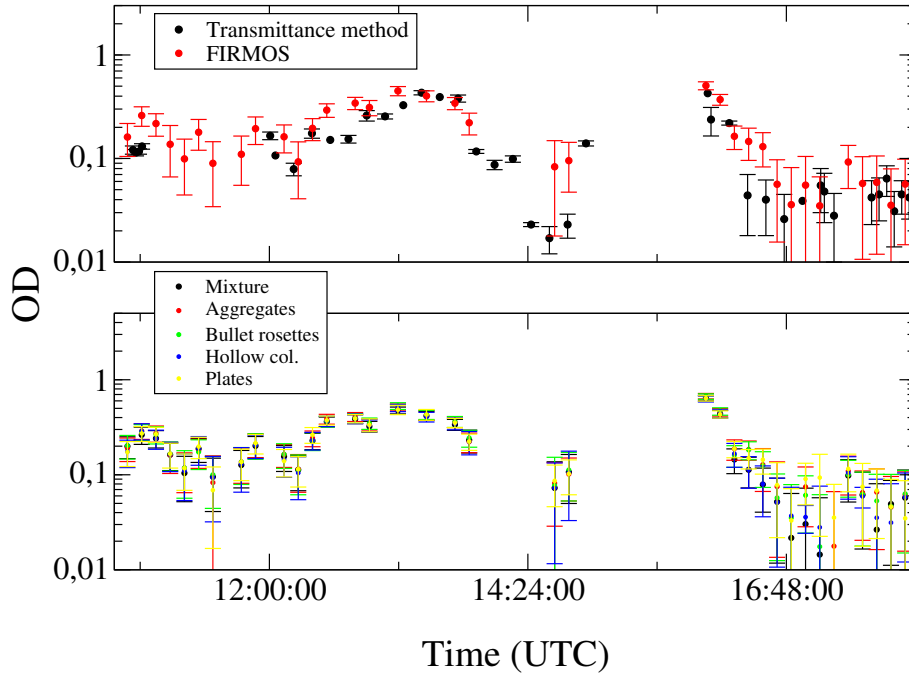 Transmittance method
FIRMOS
1
0,1
0,01
OD
Mixture
Aggregates
Bullet rosettes
Hollow col.
Plates
1
0,1
0,01
12:00:00 14:24:00 16:48:00
Time (UTC)